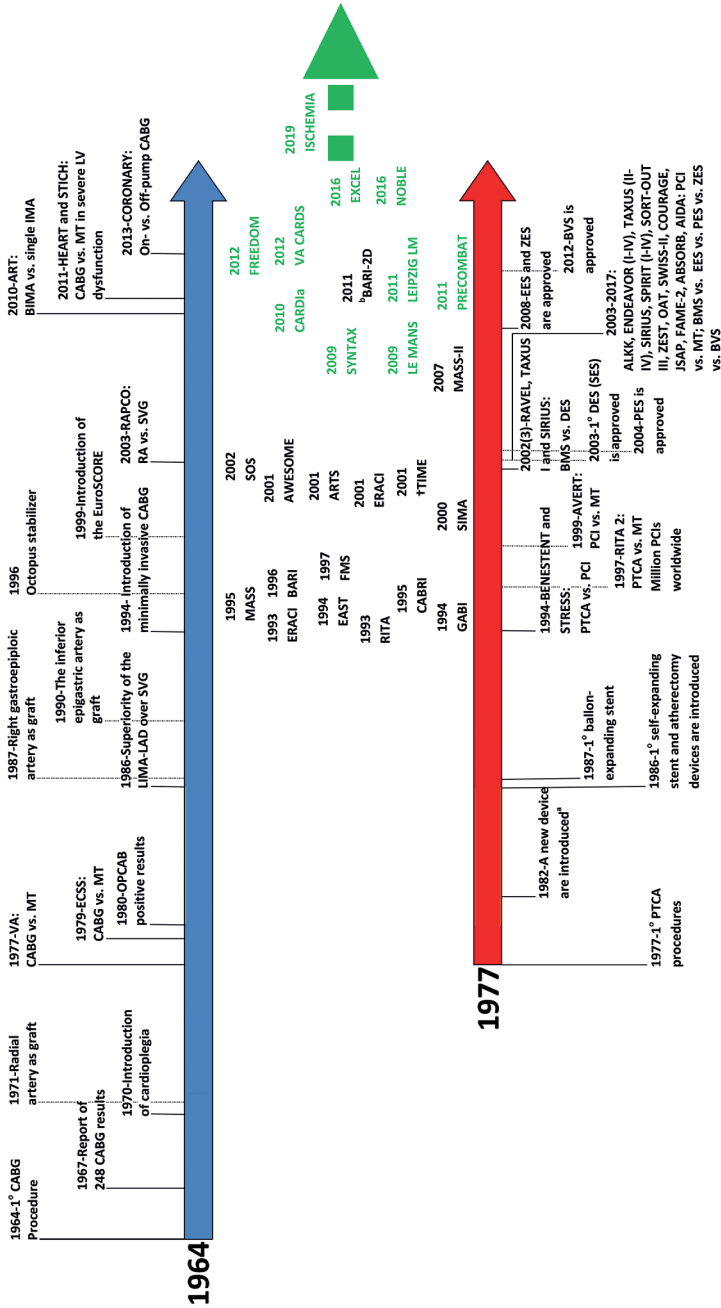 1964-1° CABG
Procedure
1967-Report of
248 CABG results
1971-Radial
artery as graft
1970-Introduction
of cardioplegia
1977-VA:
CABG vs. MT
1979-ECSS:
CABG vs. MT
1980-OPCAB
positive results
1987-Right gastroepiploic
artery as graft
1990-The inferior
epigastric artery as
graft
1986-Superiority of the
LIMA-LAD over SVG
1996
Octopus stabilizer
1999-Introduction of
the EuroSCORE
1994- Introduction of
minimally invasive CABG
2003-RAPCO:
RA vs. SVG
2010-ART:
BIIMA vs. single IMA
2011-HEART and STICH:
CABG vs. MT in severe LV
dysfunction
2013-CORONARY:
On- vs. Off-pump CABG
1964
1995
MASS
1993
ERACI
1996
BARI
1994
EAST
1997
FMS
1993
RITA
1995
CABRI
1994
GABI
2002
SOS
2001
AWESOME
2001
ARTS
2001
ERACI
2001
†TIME
2000
SIMA
2012
FREEDOM
2010
CARDIa
2012
VA CARDS
2009
SYNTAX
2011
ᵇBARI-2D
2016
EXCEL
2009
LE MANS
2011
LEIPZIG LM
2016
NOBLE
2007
MASS-II
2011
PRECOMBAT
2019
ISCHEMIA
1977
1977-1° PTCA
procedures
1982-A new device
are introducedᵃ
1987-1° ballon-
expanding stent
1986-1° self-expanding
stent and atherectomy
devices are introduced
1994-BENESTENT and
STRESS:
PTCA vs. PCI
1999-AVERT:
PCI vs. MT
1997-RITA 2:
PTCA vs. MT
Million PCIs
worldwide
2002(3)-RAVEL, TAXUS
I and SIRIUS:
BMS vs. DES
2003-1° DES (SES)
is approved
2004-PES is
approved
2008-EES and ZES
are approved
2012-BVS is
approved
2003-2017:
ALKK, ENDEAVOR (I-IV), TAXUS (II-
IV), SIRIUS, SPIRIT (I-IV), SORT-OUT
III, ZEST, OAT, SWISS-II, COURAGE,
JSAP, FAME-2, ABSORB, AIDA: PCI
vs. MT; BMS vs. EES vs. PES vs. ZES
vs. BVS